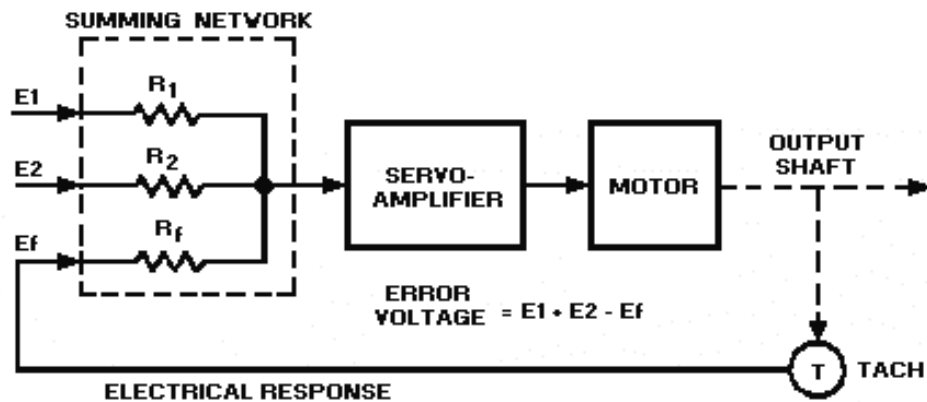 SUMMING NETWORK
E1
R1
E2
R2
Ef
Rf
SERVO-
AMPLIFIER
MOTOR
OUTPUT
SHAFT
ERROR
VOLTAGE = E1 + E2 - Ef
T
TACH
ELECTRICAL RESPONSE